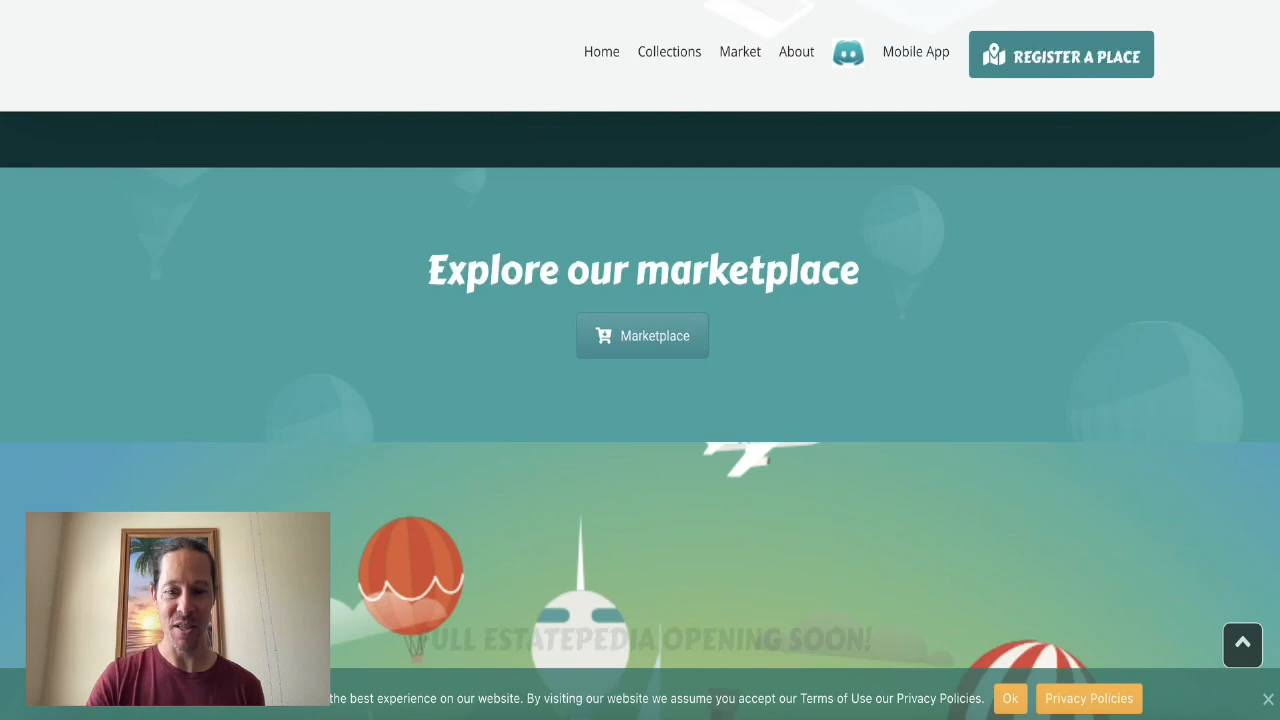 Home Collections Market About Mobile App REGISTER A PLACE
Explore our marketplace
Marketplace
FULL ESTATEPEDIA OPENING SOON!
the best experience on our website. By visiting our website we assume you accept our Terms of Use our Privacy Policies. Ok Privacy Policies